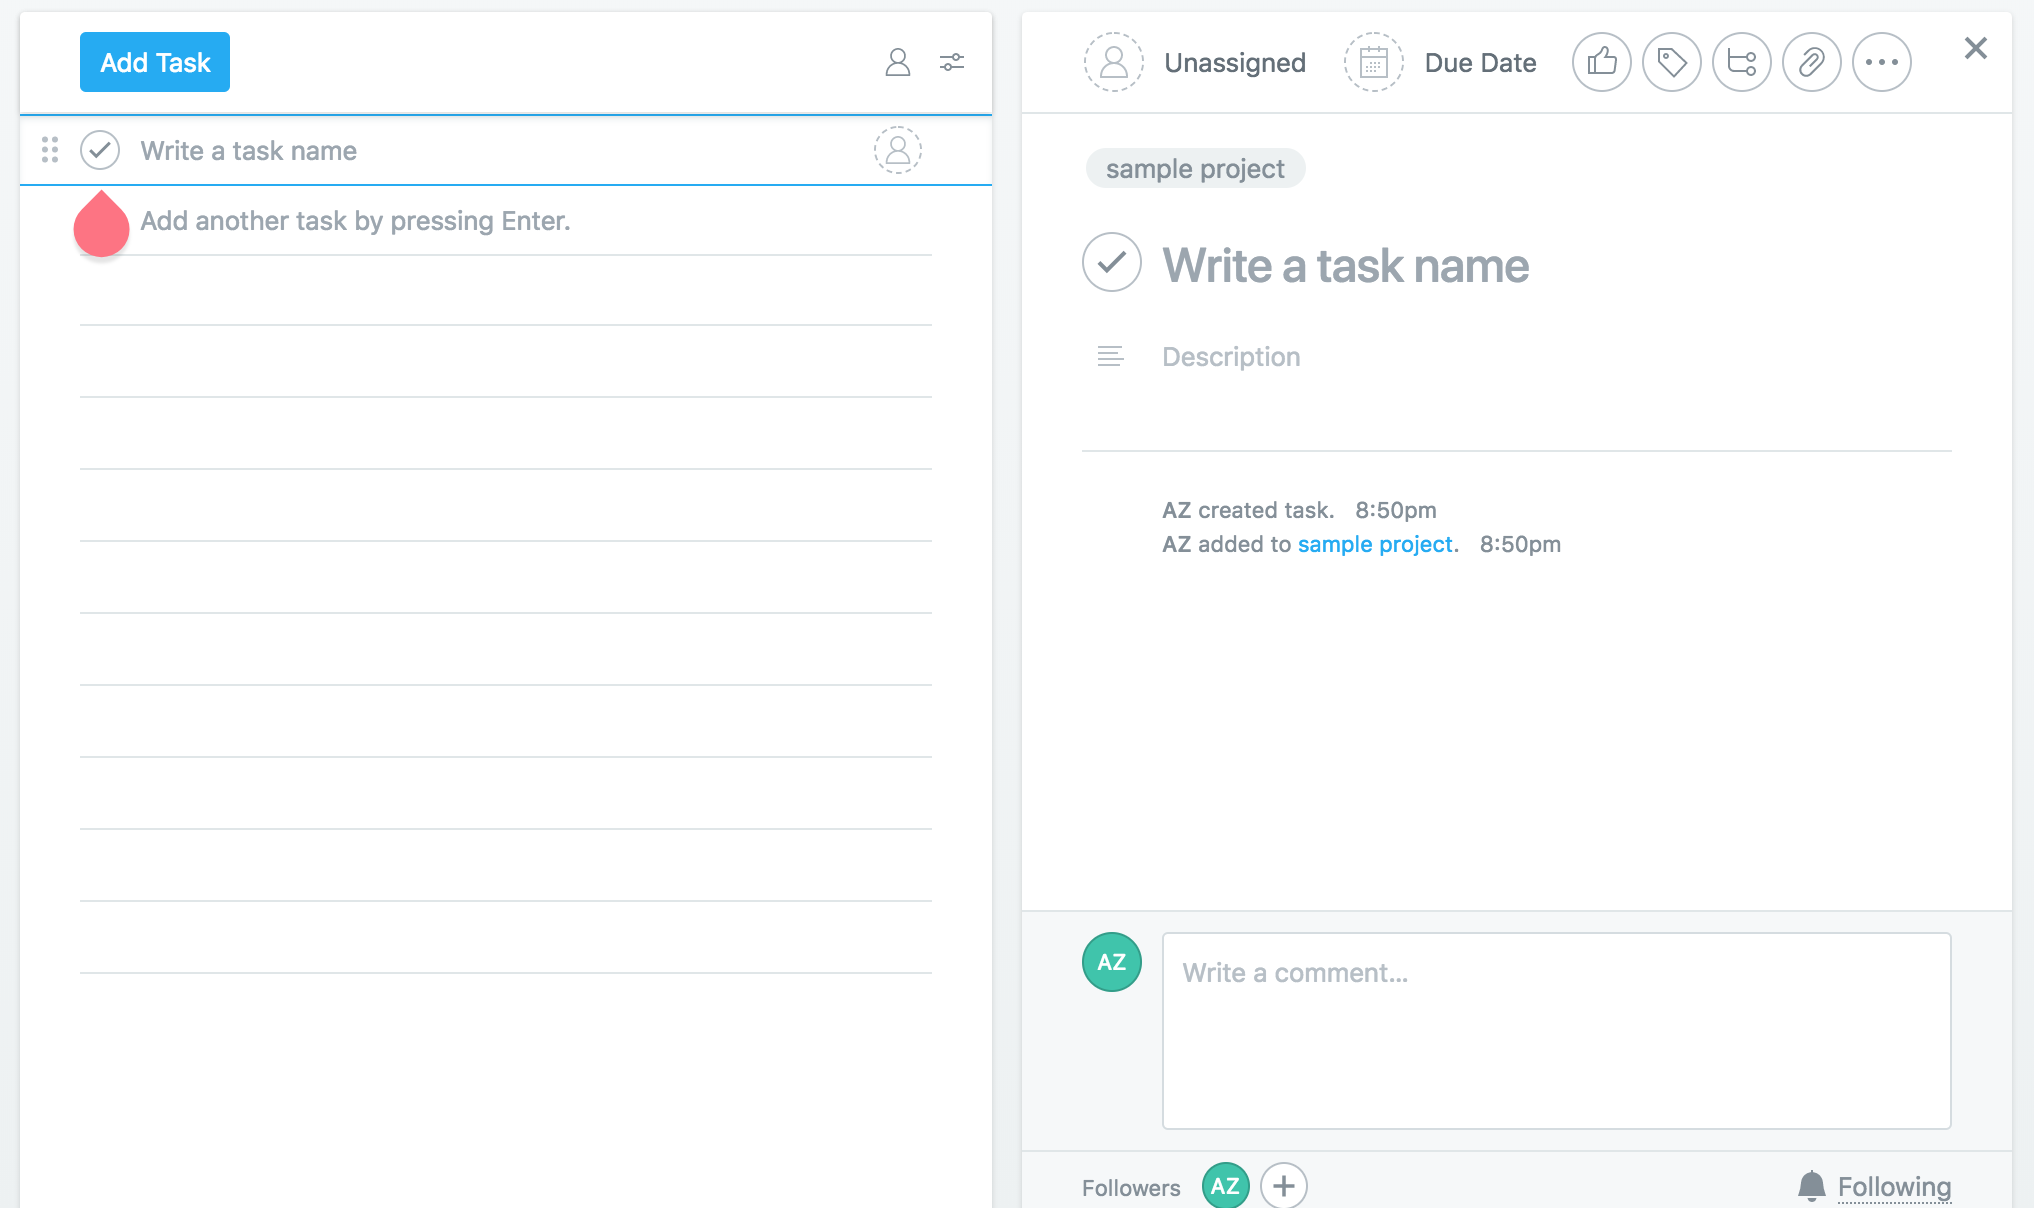 Add Task
Write a task name
Add another task by pressing Enter.
Unassigned
Due Date
sample project
Write a task name
Description
AZ created task. 8:50pm
AZ added to sample project. 8:50pm
AZ
Write a comment...
Followers
AZ
Following